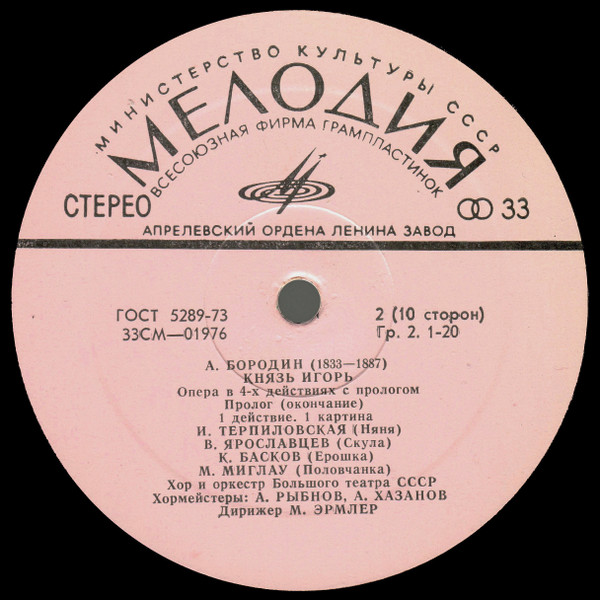 МИНИСТЕРСТВО КУЛЬТУРЫ СССР
МЕЛОДИЯ
ВСЕСОЮЗНАЯ ФИРМА ГРАМПЛАСТИНОК
СТЕРЕО
33
АПРЕЛЕВСКИЙ ОРДЕНА ЛЕНИНА ЗАВОД
ГОСТ 5289-73
2 (10 сторон)
33СМ—01976
Гр. 2. 1-20
А. БОРОДИН (1833—1887)
КНЯЗЬ ИГОРЬ
Опера в 4-х действиях с прологом
Пролог (окончание)
1 действие. 1 картина
И. ТЕРПИЛОВСКАЯ (Няня)
В. ЯРОСЛАВЦЕВ (Скула)
К. БАСКОВ (Ерошка)
М. МИГЛАУ (Половчанка)
Хор и оркестр Большого театра СССР
Хормейстеры: А. РЫБНОВ, А. ХАЗАНОВ
Дирижер М. ЭРМЛЕР